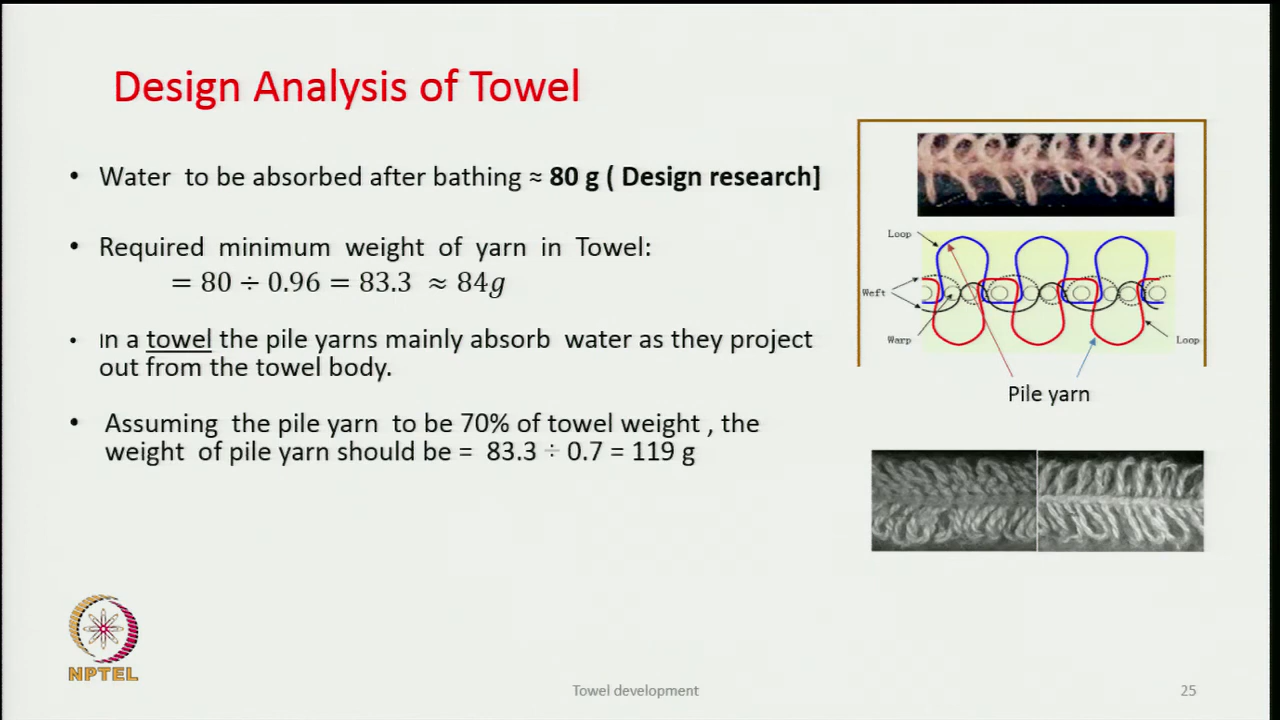 Design Analysis of Towel
• Water to be absorbed after bathing ≈ 80 g ( Design research]
• Required minimum weight of yarn in Towel:
= 80 ÷ 0.96 = 83.3 ≈ 84g
• In a towel the pile yarns mainly absorb water as they project
out from the towel body.
• Assuming the pile yarn to be 70% of towel weight , the
weight of pile yarn should be = 83.3 ÷ 0.7 = 119 g
Loop
Weft
Warp
Loop
Pile yarn
NPTEL
Towel development
25